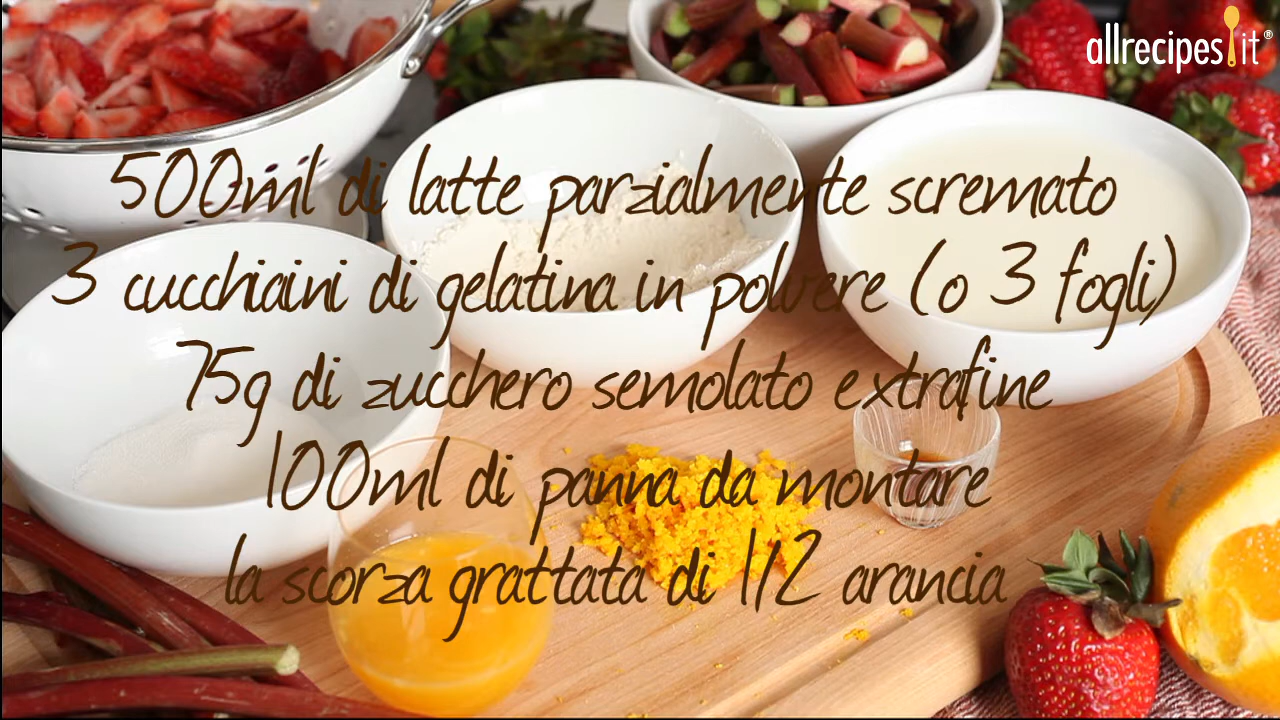 allrecipes.it®
500ml di latte parzialmente scremato
3 cucchiaini di gelatina in polvere (o 3 fogli)
75g di zucchero semolato extrafine
100ml di panna da montare
la scorza grattata di 1/2 arancia